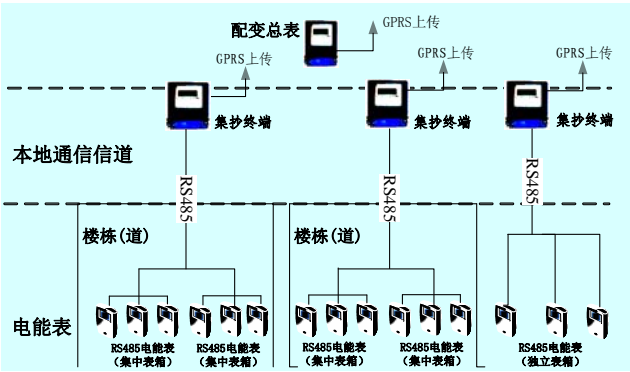 配变总表
GPRS上传
GPRS上传
GPRS上传
GPRS上传
集抄终端
集抄终端
集抄终端
本地通信信道
RS485
RS485
RS485
楼栋(道)
楼栋(道)
电能表
RS485电能表
(集中表箱)
RS485电能表
(集中表箱)
RS485电能表
(集中表箱)
RS485电能表
(集中表箱)
RS485电能表
(独立表箱)